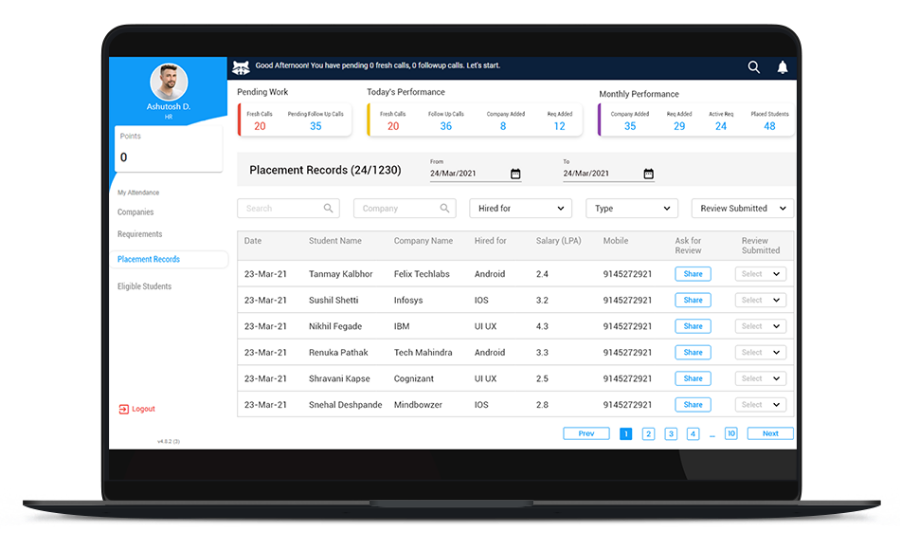 Good Afternoon! You have pending 0 fresh calls, 0 followup calls. Let's start.
Ashutosh D.
HR
Points
0
My Attendance
Companies
Requirements
Placement Records
Eligible Students
Logout
v4.9.2 (3)
Pending Work
Fresh Calls Pending Follow Up Calls
20 35
Today's Performance
Fresh Calls Follow Up Calls Company Added Req Added
20 36 8 12
Monthly Performance
Company Added Req Added Active Req Placed Students
35 29 24 48
Placement Records (24/1230)
From
24/Mar/2021
To
24/Mar/2021
Search Company Hired for Type Review Submitted
Date Student Name Company Name Hired for Salary (LPA) Mobile Ask for Review Review Submitted
23-Mar-21 Tanmay Kalbhor Felix Techlabs Android 2.4 9145272921 Share Select
23-Mar-21 Sushil Shetti Infosys IOS 3.2 9145272921 Share Select
23-Mar-21 Nikhil Fegade IBM UI UX 4.3 9145272921 Share Select
23-Mar-21 Renuka Pathak Tech Mahindra Android 3.3 9145272921 Share Select
23-Mar-21 Shravani Kapse Cognizant UI UX 2.5 9145272921 Share Select
23-Mar-21 Snehal Deshpande Mindbowzer IOS 2.8 9145272921 Share Select
Prev 1 2 3 4 ... 10 Next